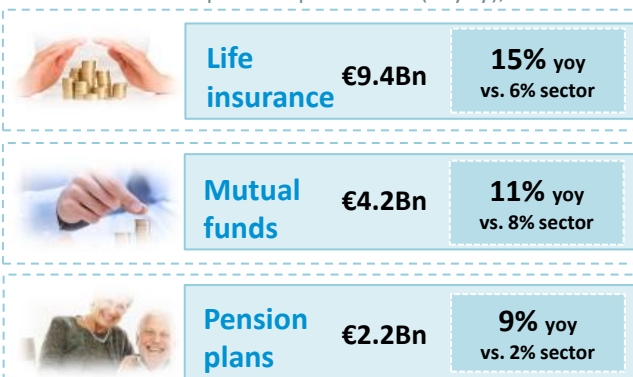 Life
insurance
€9.4Bn
15% yoy
vs. 6% sector
Mutual
funds
€4.2Bn
11% yoy
vs. 8% sector
Pension
plans
€2.2Bn
9% yoy
vs. 2% sector